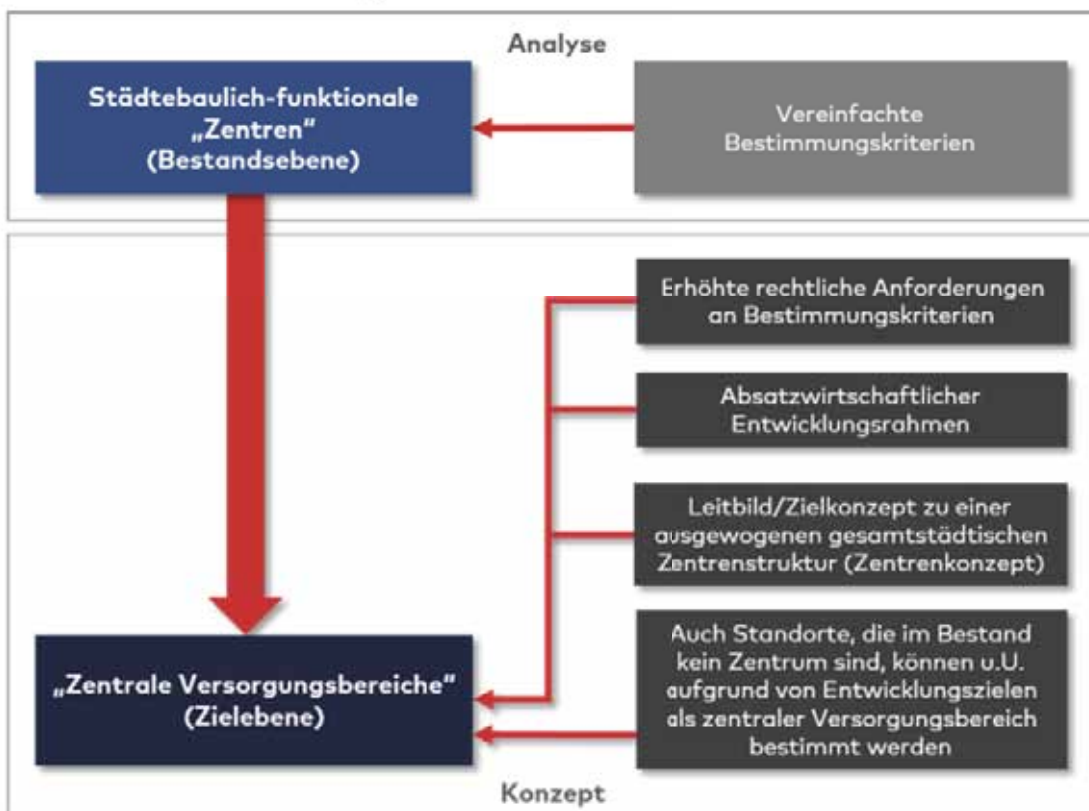 Analyse
Städtebaulich-funktionale
„Zentren“
(Bestandsebene)
Vereinfachte
Bestimmungskriterien
Erhöhte rechtliche Anforderungen
an Bestimmungskriterien
Absatzwirtschaftlicher
Entwicklungsrahmen
Leitbild/Zielkonzept zu einer
ausgewogenen gesamtstädtischen
Zentrenstruktur (Zentrenkonzept)
Auch Standorte, die im Bestand
kein Zentrum sind, können u.U.
aufgrund von Entwicklungszielen
als zentraler Versorgungsbereich
bestimmt werden
„Zentrale Versorgungsbereiche“
(Zielebene)
Konzept